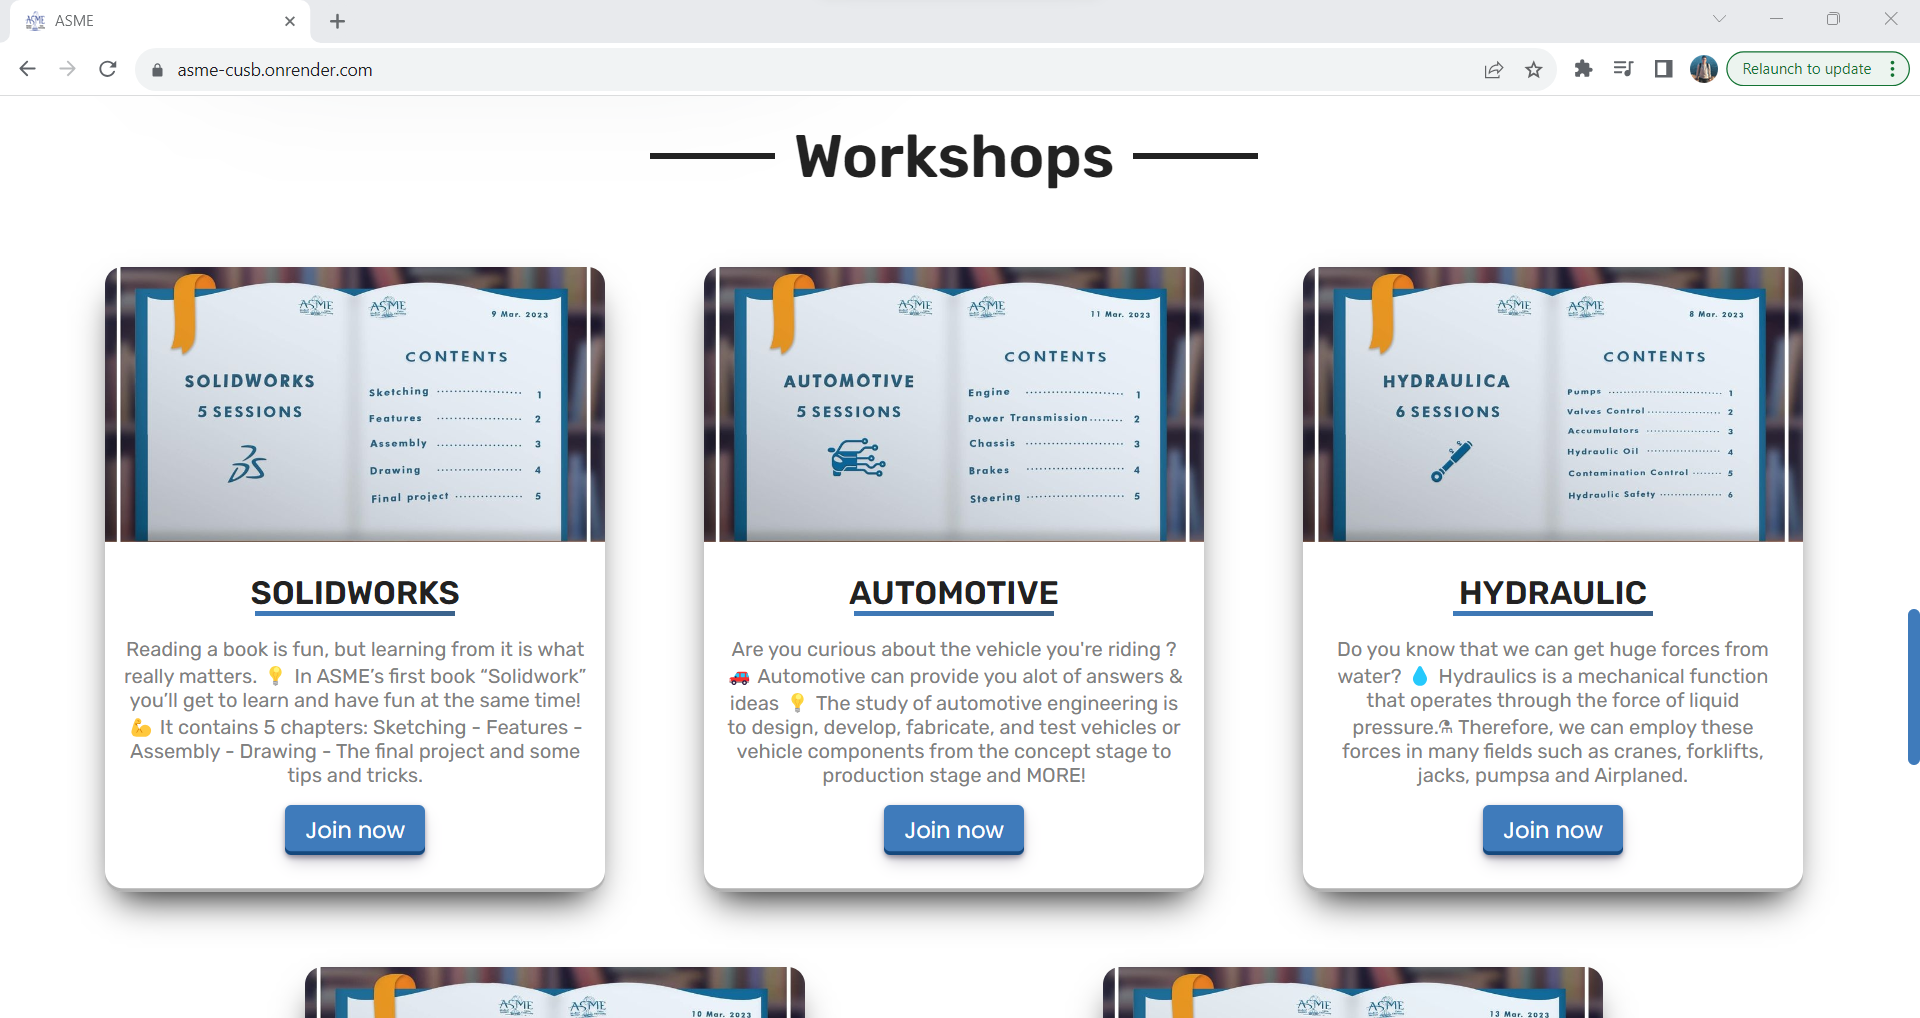 ASME
asme-cusb.onrender.com
Relaunch to update
Workshops
ASME ASME
9 Mar. 2023
CONTENTS
SOLIDWORKS
5 SESSIONS
Sketching 1
Features 2
Assembly 3
Drawing 4
Final project 5
SOLIDWORKS
Reading a book is fun, but learning from it is what
really matters. 💡 In ASME’s first book “Solidwork”
you’ll get to learn and have fun at the same time!
💪 It contains 5 chapters: Sketching - Features -
Assembly - Drawing - The final project and some
tips and tricks.
Join now
ASME ASME
11 Mar. 2023
CONTENTS
AUTOMOTIVE
5 SESSIONS
Engine 1
Power Transmission 2
Chassis 3
Brakes 4
Steering 5
AUTOMOTIVE
Are you curious about the vehicle you're riding ?
🚗 Automotive can provide you alot of answers &
ideas 💡 The study of automotive engineering is
to design, develop, fabricate, and test vehicles or
vehicle components from the concept stage to
production stage and MORE!
Join now
ASME ASME
8 Mar. 2023
CONTENTS
HYDRAULICA
6 SESSIONS
Pumps 1
Valves Control 2
Accumulators 3
Hydraulic Oil 4
Contamination Control 5
Hydraulic Safety 6
HYDRAULIC
Do you know that we can get huge forces from
water? 💧 Hydraulics is a mechanical function
that operates through the force of liquid
pressure.⚗ Therefore, we can employ these
forces in many fields such as cranes, forklifts,
jacks, pumpsa and Airplaned.
Join now
ASME ASME
10 Mar. 2023
ASME ASME
13 Mar. 2023